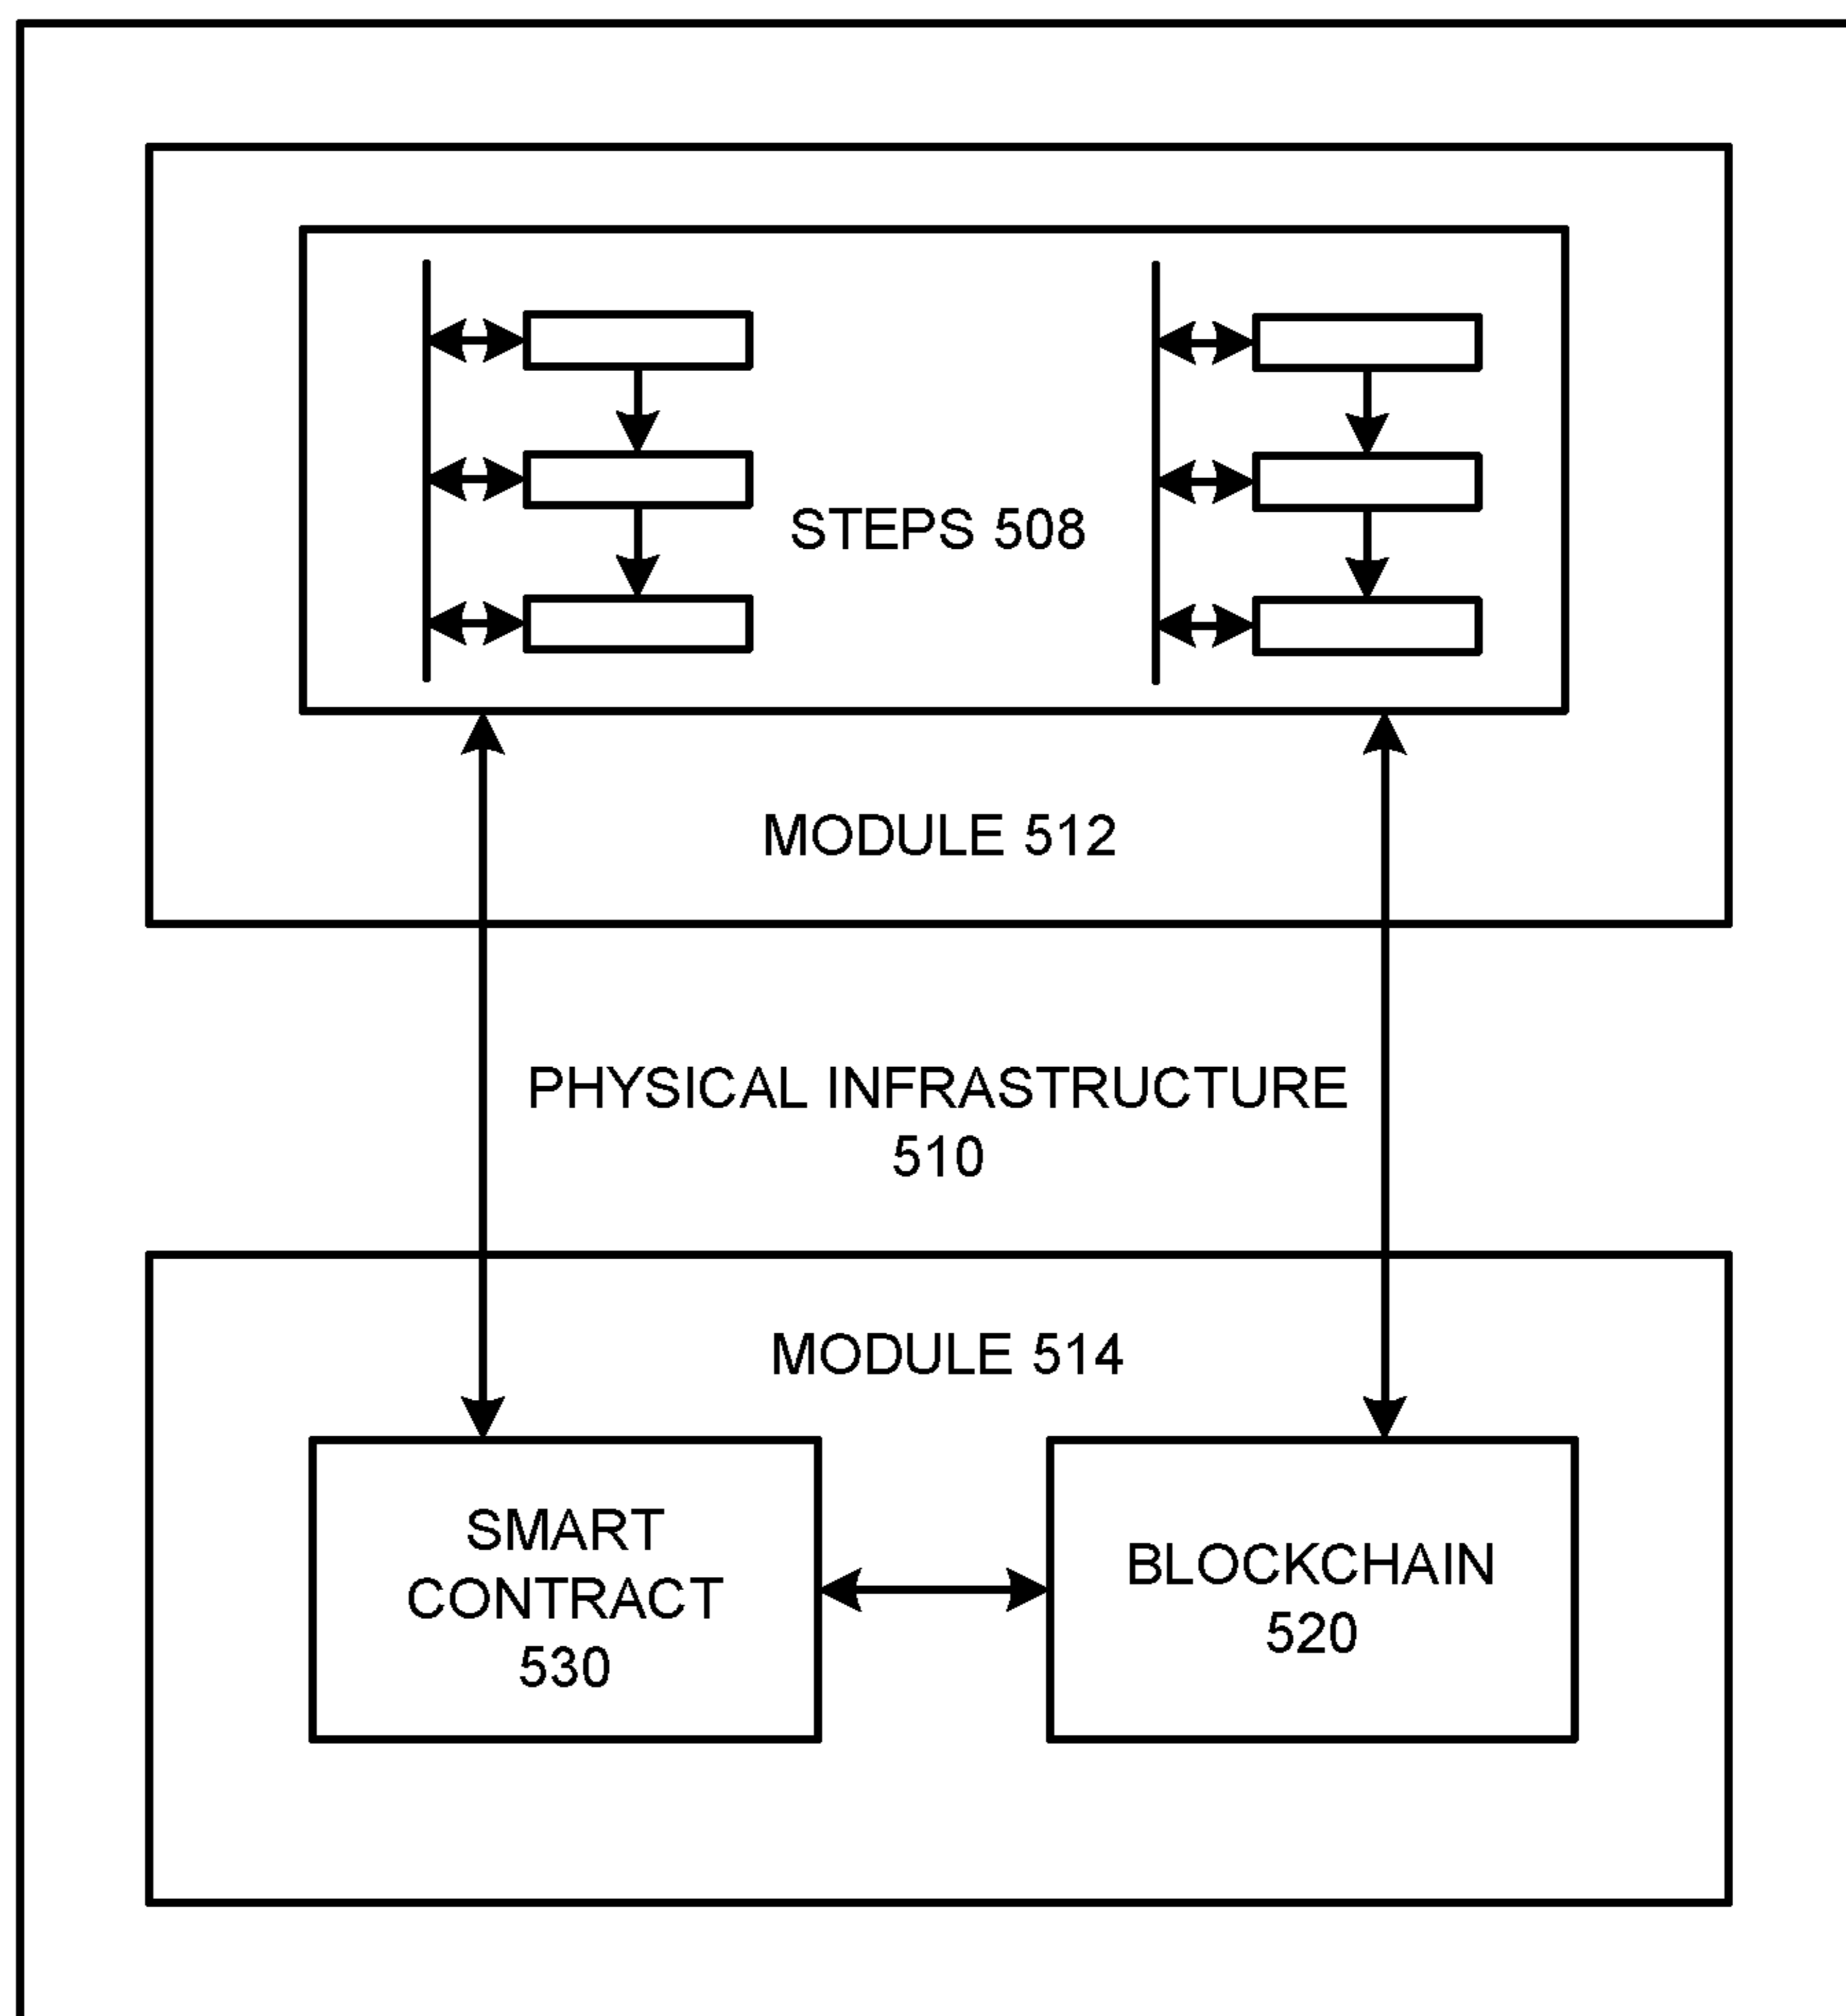 STEPS 508
MODULE 512
PHYSICAL INFRASTRUCTURE
510
MODULE 514
SMART
CONTRACT
530
BLOCKCHAIN
520